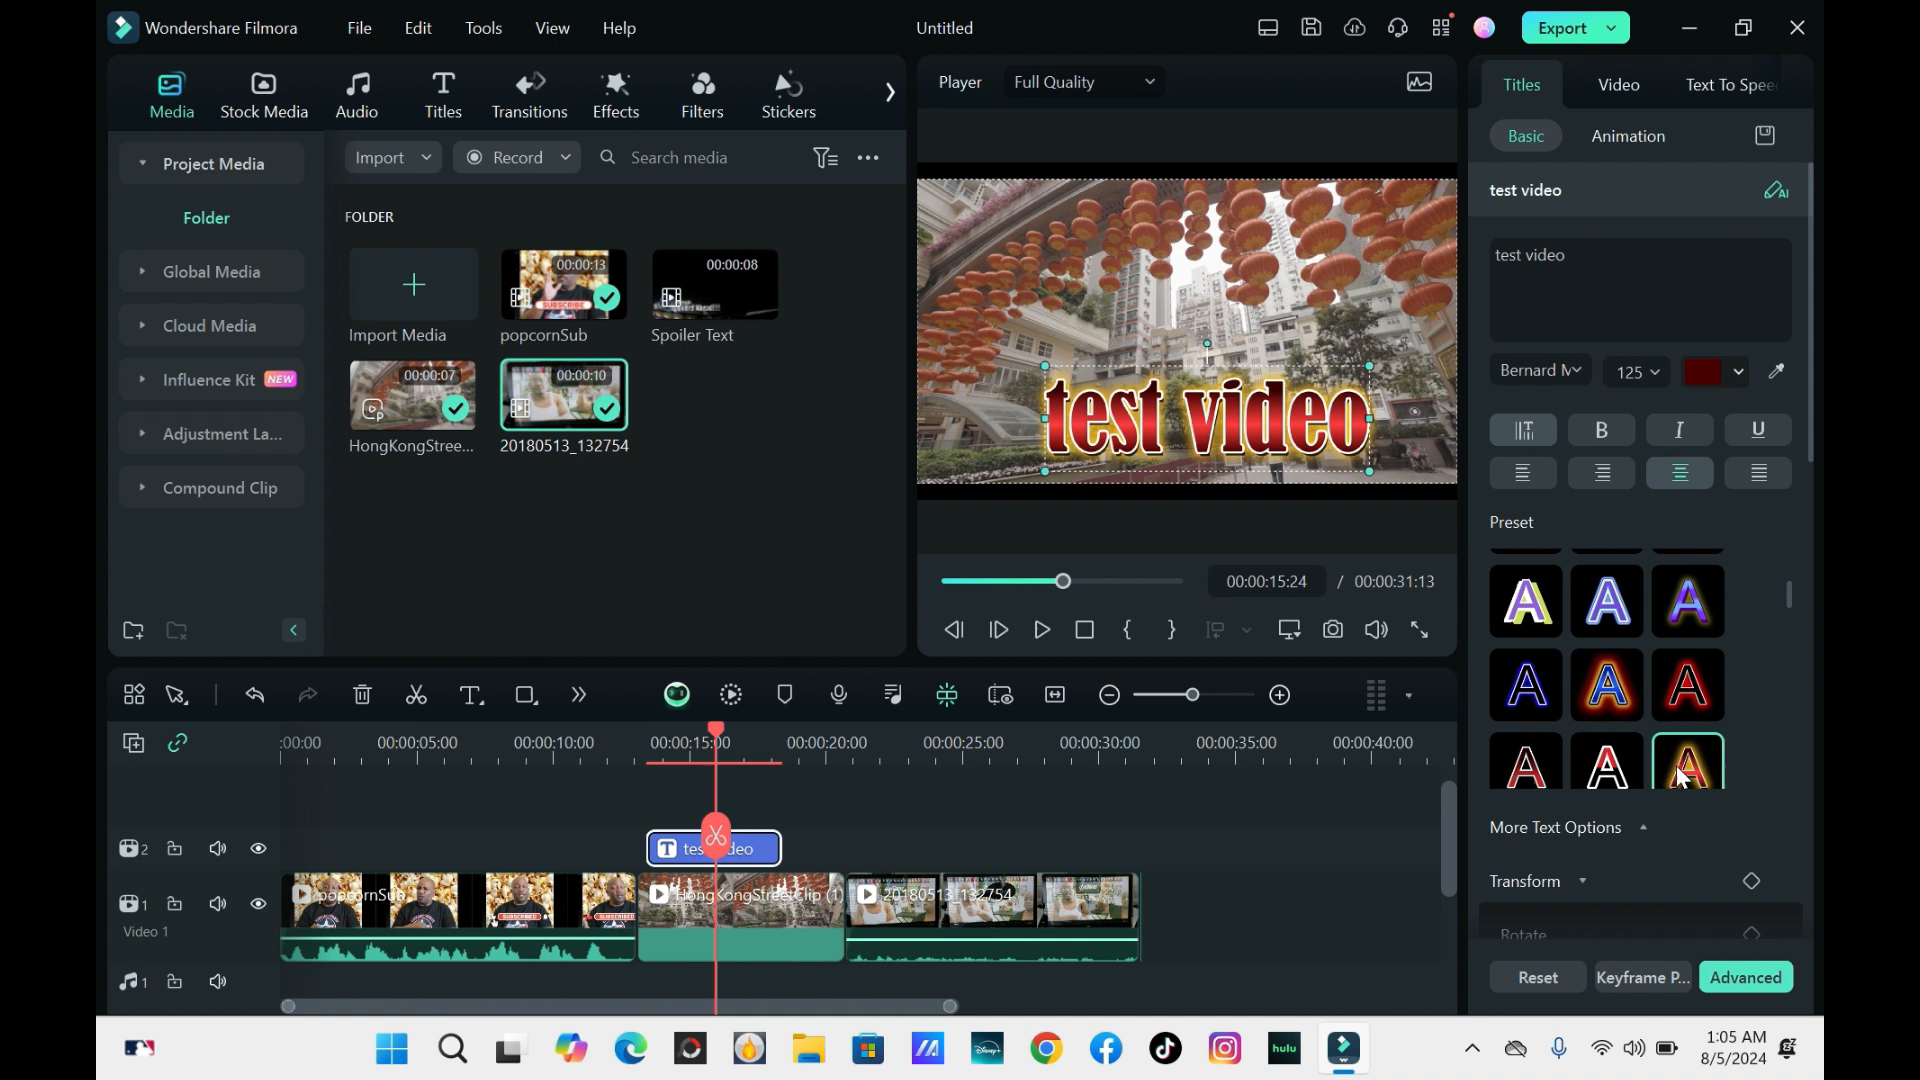 Wondershare Filmora
File
Edit
Tools
View
Help
Untitled
Export
Media
Stock Media
Audio
Titles
Transitions
Effects
Filters
Stickers
Player
Full Quality
Titles
Video
Text To Spee
Basic
Animation
Project Media
Folder
Global Media
Cloud Media
Influence Kit NEW
Adjustment La...
Compound Clip
Import
Record
Search media
FOLDER
Import Media
00:00:13
SUBSCRIBE
popcornSub
00:00:08
Spoiler Text
00:00:07
HongKongStree...
00:00:10
20180513_132754
test video
00:00:15:24 / 00:00:31:13
test video
AI
test video
Bernard M
125
B
I
U
Preset
A A A
A A A
A A A
More Text Options
Transform
Rotate
Reset
Keyframe P...
Advanced
:00:00
00:00:05:00
00:00:10:00
00:00:15:00
00:00:20:00
00:00:25:00
00:00:30:00
00:00:35:00
00:00:40:00
2
T
1
popcornSub
HongKongStreetClip (1)
20180513_132754
Video 1
1
Disney+
hulu
1:05 AM
8/5/2024